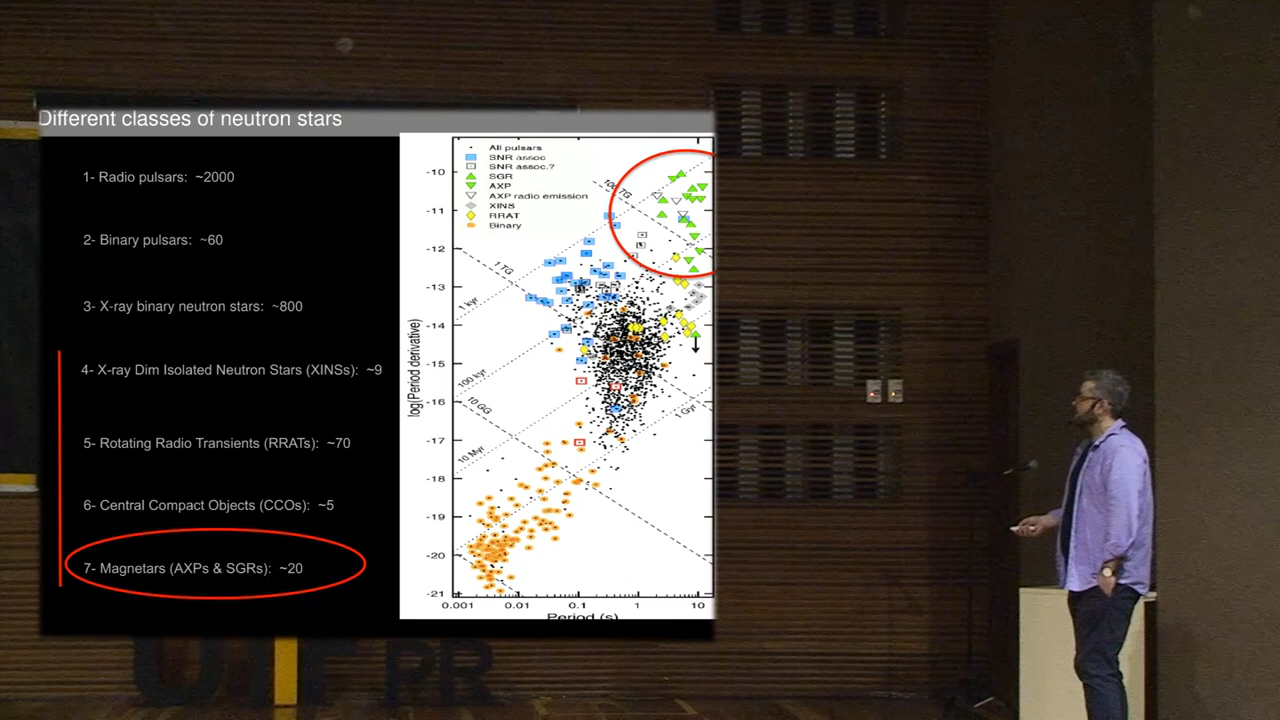 Different classes of neutron stars
1- Radio pulsars: ~2000
2- Binary pulsars: ~60
3- X-ray binary neutron stars: ~800
4- X-ray Dim Isolated Neutron Stars (XINSs): ~9
5- Rotating Radio Transients (RRATs): ~70
6- Central Compact Objects (CCOs): ~5
7- Magnetars (AXPs & SGRs): ~20
All pulsars
SNR assoc
SNR assoc.?
SGR
AXP
AXP radio emission
XINS
RRAT
Binary
100 TG
1 TG
1 kyr
100 kyr
10 GG
10 Myr
1 Gyr
log(Period derivative)
-10
-11
-12
-13
-14
-15
-16
-17
-18
-19
-20
-21
0.001 0.01 0.1 1 10
Period (s)
UTFPR